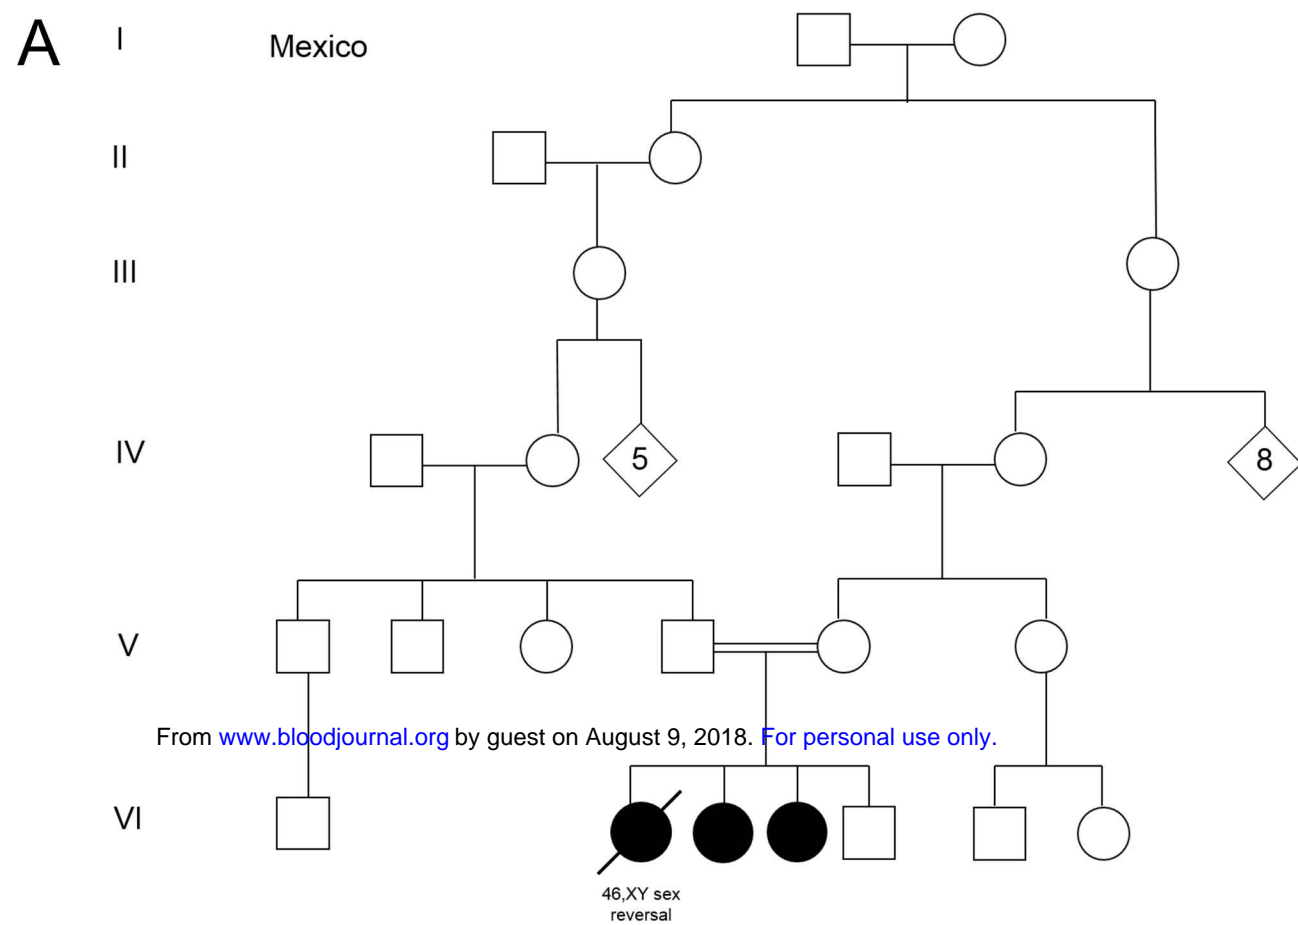 A
I
Mexico
II
III
IV
5
8
V
From www.bloodjournal.org by guest on August 9, 2018. For personal use only.
VI
46,XY sex
reversal